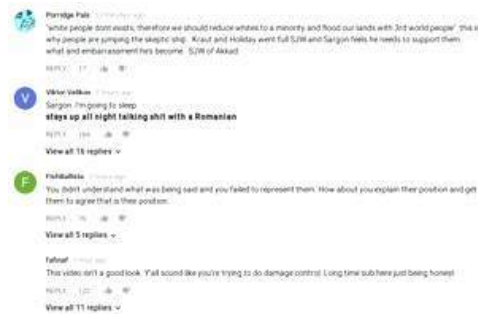 Porridge Pals
"white people dont exists, therefore we should reduce whites to a minority and flood our lands with 3rd world people" this is
why people are jumping the skeptic ship. Kraut and Holiday went full SJW and Sargon feels he needs to support them.
what and embarrassment he's become. SJW of Akkad
REPLY 17
V
Sargon: I'm going to sleep
stays up all night talking shit with a Romanian
REPLY
View all 16 replies
F
You didn't understand what was being said and you failed to represent them. How about you explain their position and get
them to agree that is their position.
REPLY
View all 5 replies
This video isn't a good look. Y'all sound like you're trying to do damage control. Long time sub here just being honest
REPLY
View all 11 replies